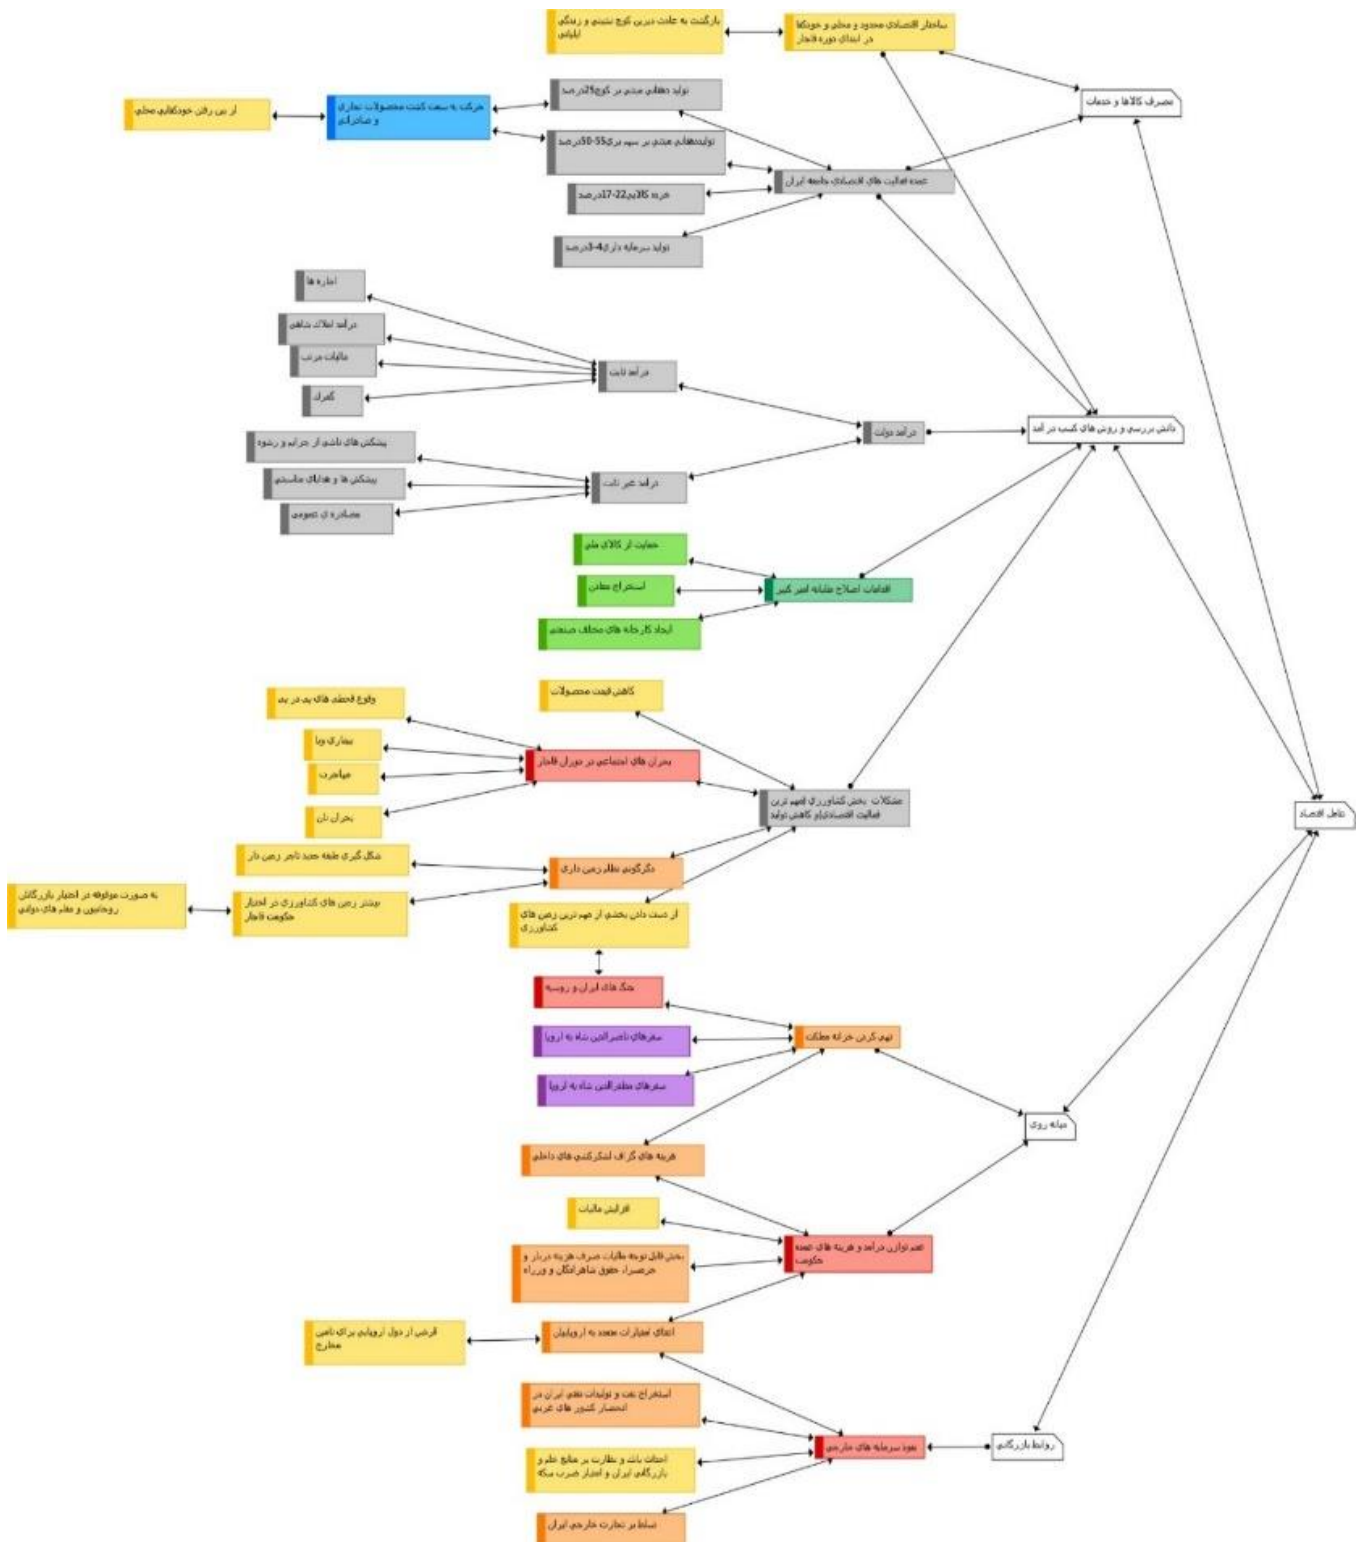 بازگشت به عادت دیرین کوچ نشینی و زندگی
ایلیاتی
ساختار اقتصادی محدود و محلی و خودکفا
در ابتدای دوره قاجار
مصرف کالاها و خدمات
از بین رفتن خودکفایی محلی
حرکت به سمت کشت محصولات تجاری
و صادراتی
تولید دهقانی مبتنی بر کوچ25درصد
تولیددهقانی مبتنی بر سهم بری55-50درصد
عمده فعالیت های اقتصادی جامعه ایران
خرده کالایی22-17درصد
تولید سرمایه داری4-3درصد
اجاره ها
درآمد املاک شاهی
مالیات مرتب
گمرک
درآمد ثابت
درآمد دولت
دانش بررسی و روش های کسب درآمد
پیشکش های ناشی از جرایم و رشوه
پیشکش ها و هدایای مناسبتی
مصادره ی عمومی
درآمد غیر ثابت
حمایت از کالای ملی
استخراج معادن
ایجاد کارخانه های مختلف صنعتی
اقدامات اصلاح طلبانه امیر کبیر
کاهش قیمت محصولات
وقوع قحطی های پی در پی
بیماری وبا
مهاجرت
بحران نان
بحران های اجتماعی در دوران قاجار
مشکلات بخش کشاورزی (مهم ترین
فعالیت اقتصادی)و کاهش تولید
تعامل اقتصاد
شکل گیری طبقه جدید تاجر زمین دار
دگرگونی نظام زمین داری
به صورت موقوفه در اختیار بازرگانان
روحانیون و مقام های دولتی
بیشتر زمین های کشاورزی در اختیار
حکومت قاجار
از دست دادن بخشی از مهم ترین زمین های
کشاورزی
جنگ های ایران و روسیه
سفرهای ناصرالدین شاه به اروپا
سفرهای مظفرالدین شاه به اروپا
تهی کردن خزانه مملکت
میانه روی
هزینه های گزاف لشکرکشی های داخلی
افزایش مالیات
بخش قابل توجه مالیات صرف هزینه دربار و
حرمسرا، حقوق شاهزادگان و وزراء
عدم توازن درآمد و هزینه های عمده
حکومت
قرض از دول اروپایی برای تامین
مخارج
اعطای امتیازات متعدد به اروپاییان
استخراج نفت و تولیدات نفتی ایران در
انحصار کشور های غربی
احداث بانک و نظارت بر منابع مالی و
بازرگانی ایران و امتیاز ضرب سکه
تسلط بر تجارت خارجی ایران
نفوذ سرمایه های خارجی
روابط بازرگانی